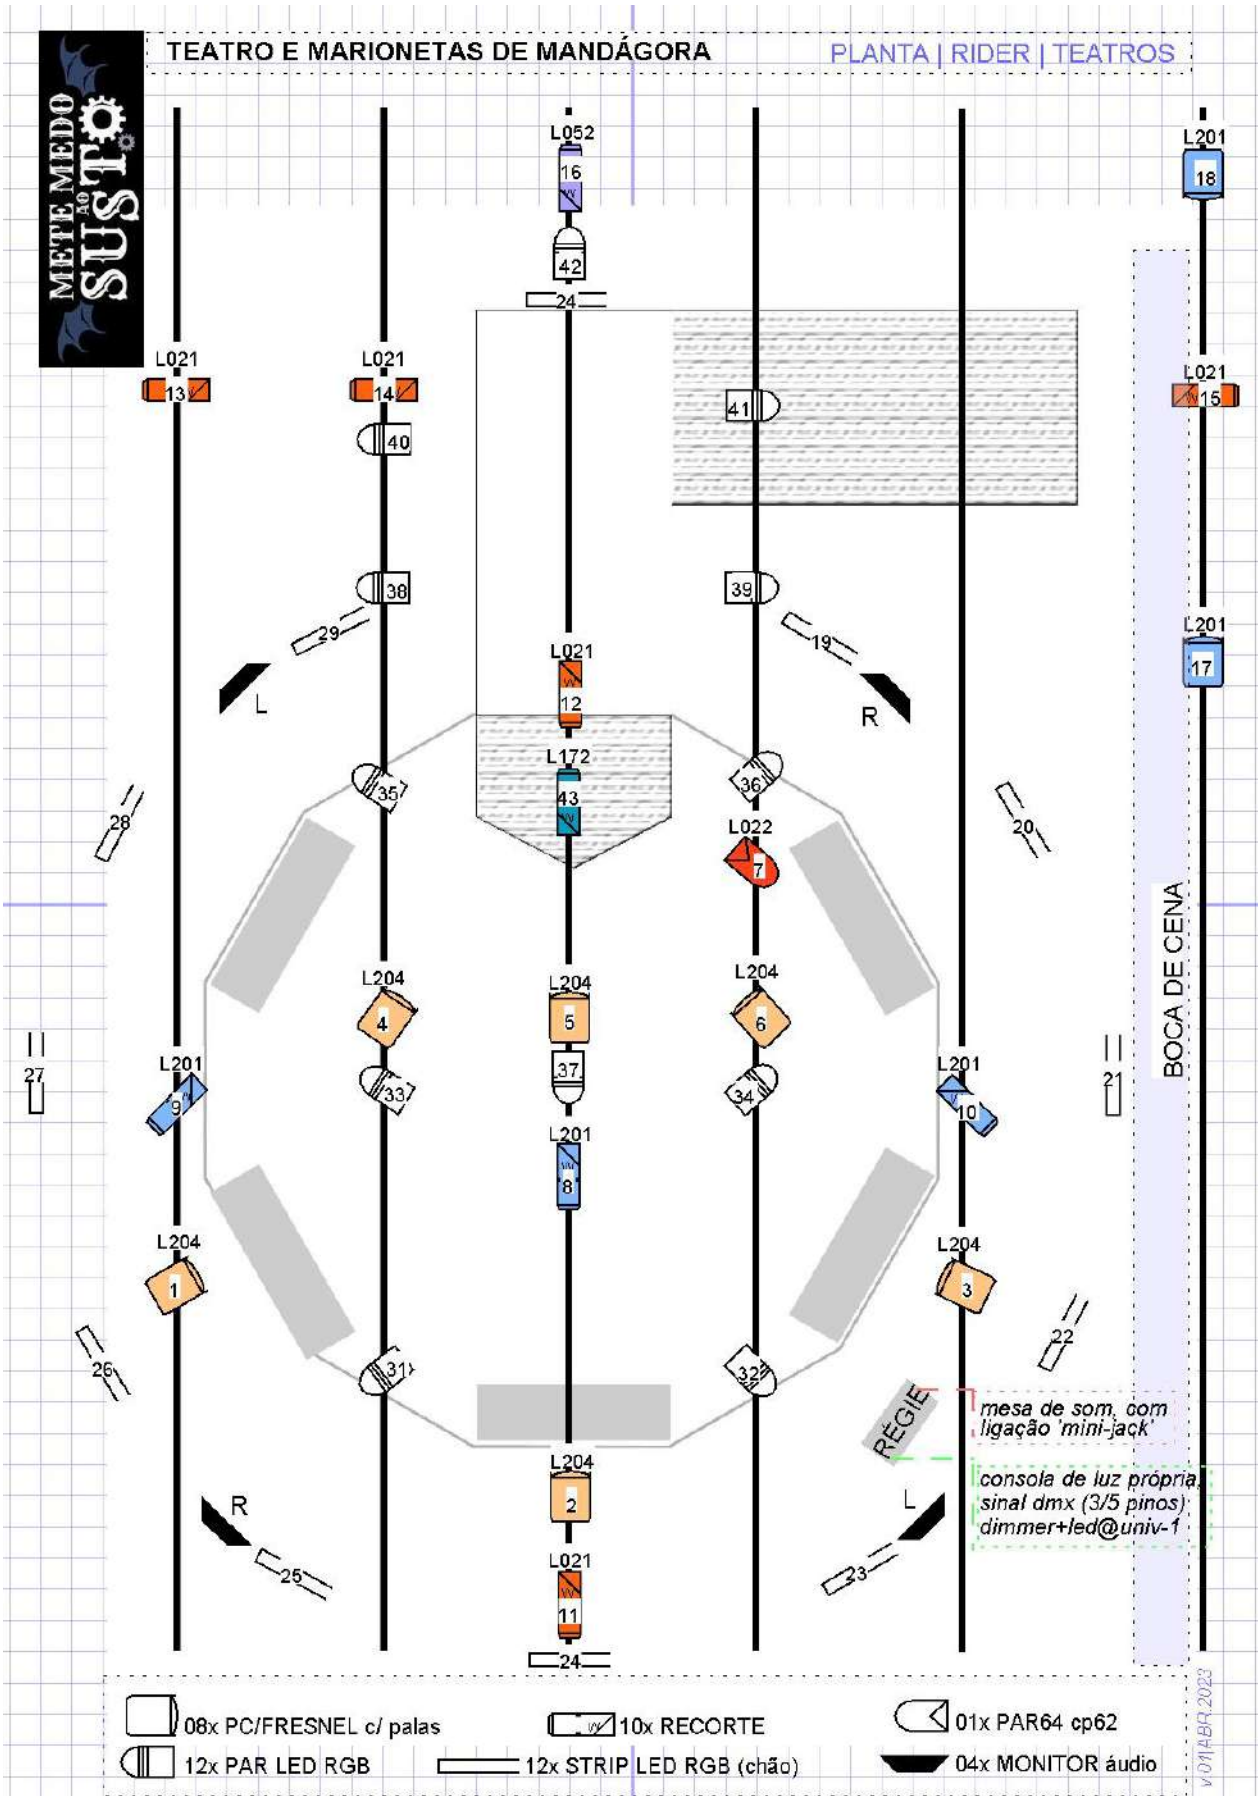 TEATRO E MARIONETAS DE MANDÁGORA
PLANTA | RIDER | TEATROS
METE MEDO
AO
SUSTO
L052
16
42
24
L201
18
L021
13
L021
14
40
41
L021
15
38
39
29
19
L
R
L021
12
L201
17
L172
43
35
36
L022
7
28
20
BOCA DE CENA
L204
4
L204
5
L204
6
27
L201
9
33
37
34
L201
10
21
L201
8
L204
1
L204
3
26
22
31
32
RÉGIE
mesa de som, com
ligação 'mini-jack'
consola de luz própria,
sinal dmx (3/5 pinos)
dimmer+led@univ-1
L204
2
R
L
25
23
L021
11
24
08x PC/FRESNEL c/ palas
10x RECORTE
01x PAR64 cp62
12x PAR LED RGB
12x STRIP LED RGB (chão)
04x MONITOR áudio
v.01|ABR.2023